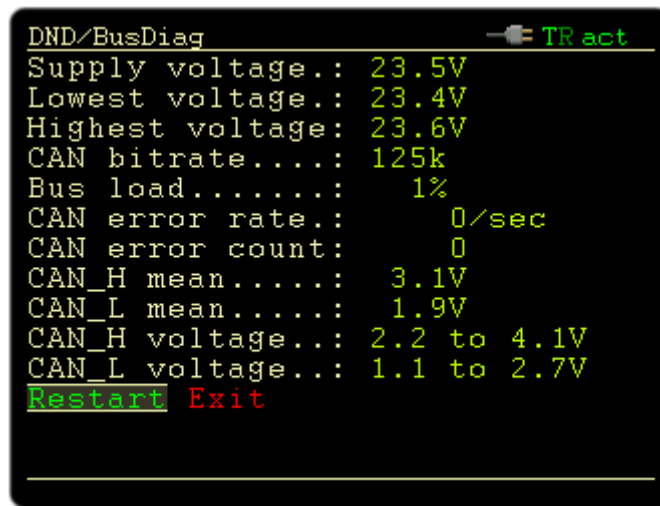 DND/BusDiag TR act
Supply voltage.: 23.5V
Lowest voltage.: 23.4V
Highest voltage: 23.6V
CAN bitrate....: 125k
Bus load.......: 1%
CAN error rate.: 0/sec
CAN error count: 0
CAN_H mean.....: 3.1V
CAN_L mean.....: 1.9V
CAN_H voltage..: 2.2 to 4.1V
CAN_L voltage..: 1.1 to 2.7V
Restart Exit